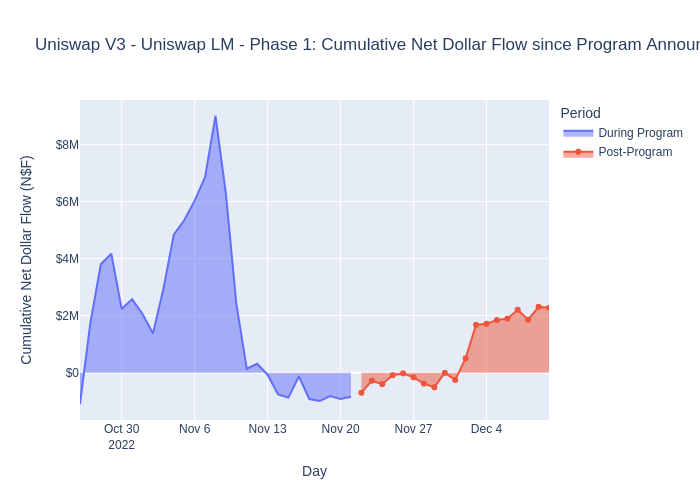 Uniswap V3 - Uniswap LM - Phase 1: Cumulative Net Dollar Flow since Program
Period
During Program
Post-Program
Cumulative Net Dollar Flow (N$F)
$8M
$6M
$4M
$2M
$0
Oct 30
2022
Nov 6
Nov 13
Nov 20
Nov 27
Dec 4
Day